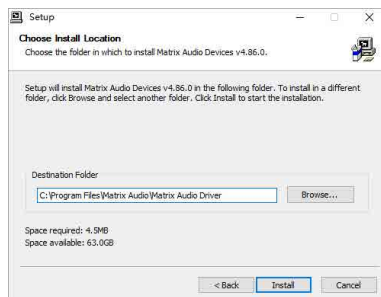 Setup
Choose Install Location
Choose the folder in which to install Matrix Audio Devices v4.86.0.
Setup will install Matrix Audio Devices v4.86.0 in the following folder. To install in a different
folder, click Browse and select another folder. Click Install to start the installation.
Destination Folder
C:\Program Files\Matrix Audio\Matrix Audio Driver
Browse...
Space required: 4.5MB
Space available: 63.0GB
< Back
Install
Cancel